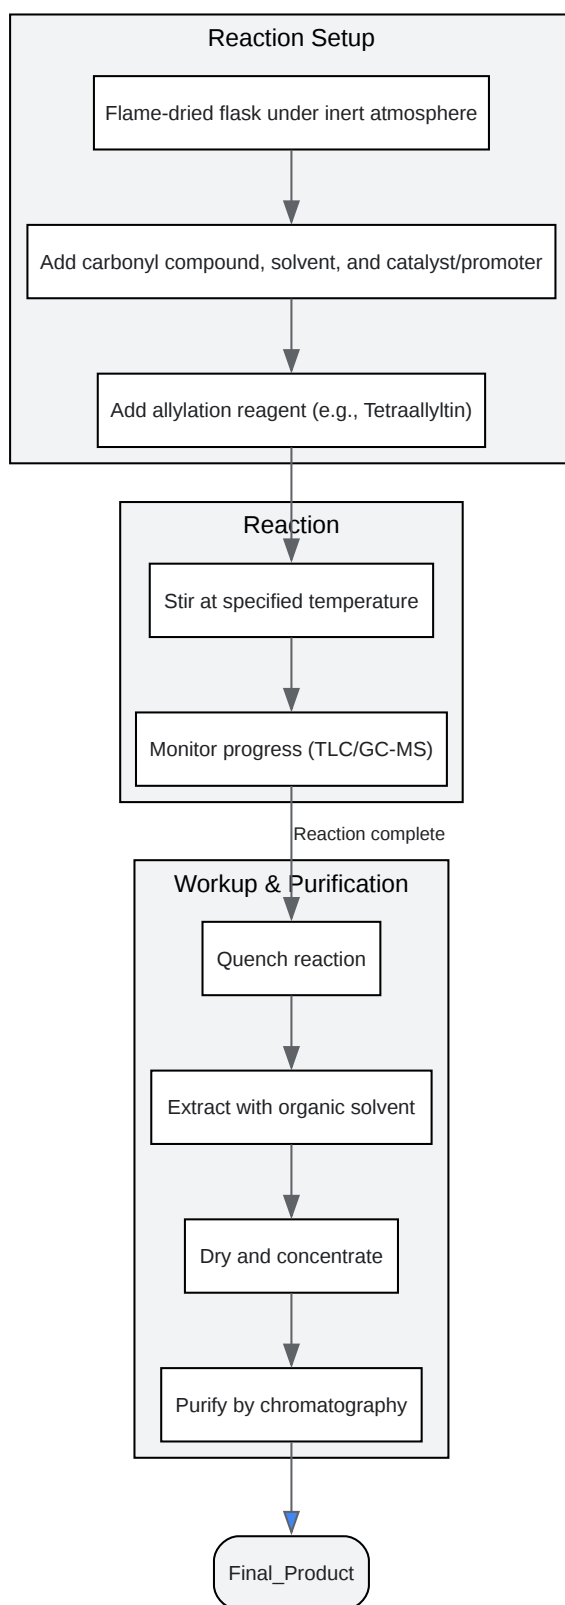 Reaction Setup
Flame-dried flask under inert atmosphere
Add carbonyl compound, solvent, and catalyst/promoter
Add allylation reagent (e.g., Tetraallyltin)
Reaction
Stir at specified temperature
Monitor progress (TLC/GC-MS)
Reaction complete
Workup & Purification
Quench reaction
Extract with organic solvent
Dry and concentrate
Purify by chromatography
Final_Product